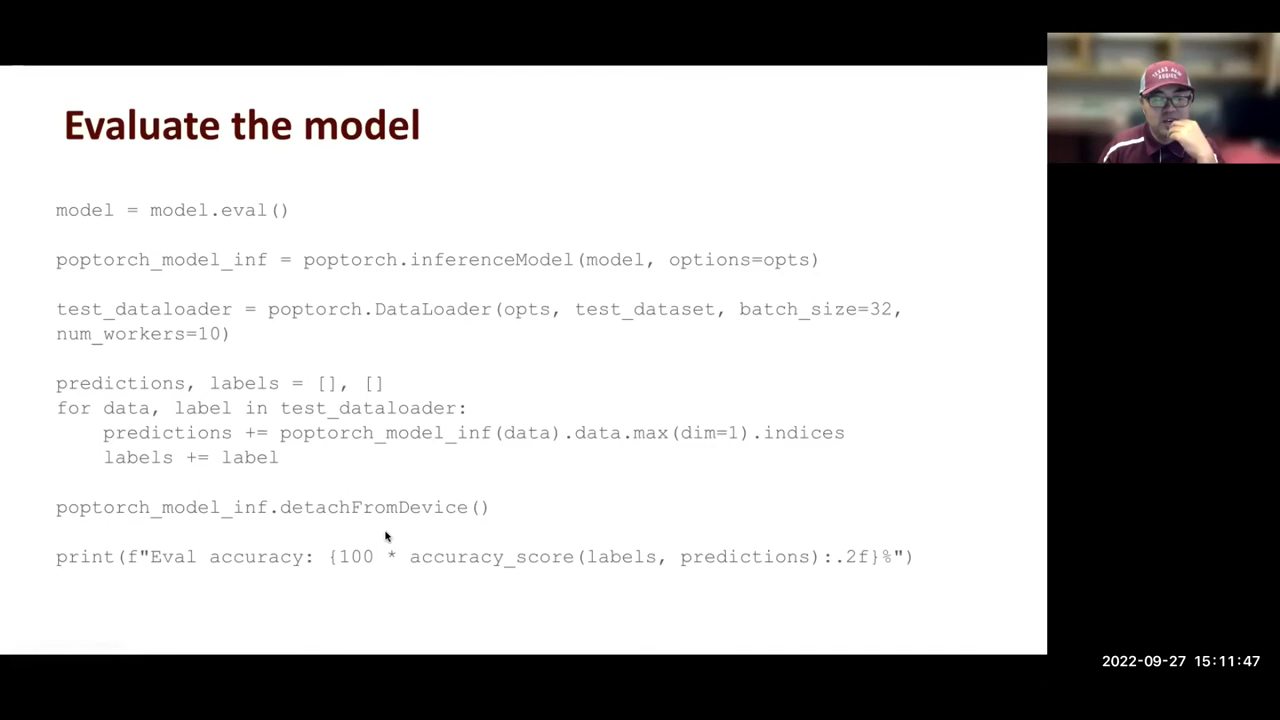 Evaluate the model
TEXAS A&M
AGGIES
model = model.eval()
poptorch_model_inf = poptorch.inferenceModel(model, options=opts)
test_dataloader = poptorch.DataLoader(opts, test_dataset, batch_size=32,
num_workers=10)
predictions, labels = [], []
for data, label in test_dataloader:
    predictions += poptorch_model_inf(data).data.max(dim=1).indices
    labels += label
poptorch_model_inf.detachFromDevice()
print(f"Eval accuracy: {100 * accuracy_score(labels, predictions):.2f}%")
2022-09-27 15:11:47